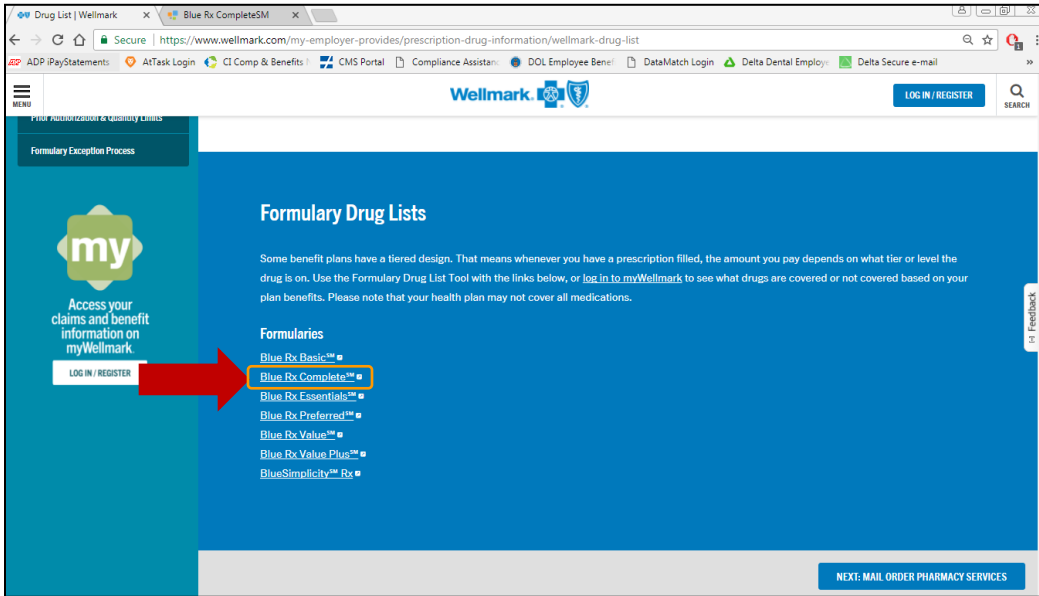 Drug List | Wellmark
Blue Rx CompleteSM
Secure | https://www.wellmark.com/my-employer-provides/prescription-drug-information/wellmark-drug-list
ADP iPayStatements AtTask Login CI Comp & Benefits CMS Portal Compliance Assistanc DOL Employee Benef DataMatch Login Delta Dental Employe Delta Secure e-mail »
MENU
Wellmark.
LOG IN / REGISTER
SEARCH
Prior Authorization & Quantity Limits
Formulary Exception Process
my
Access your
claims and benefit
information on
myWellmark.
LOG IN / REGISTER
Formulary Drug Lists
Some benefit plans have a tiered design. That means whenever you have a prescription filled, the amount you pay depends on what tier or level the
drug is on. Use the Formulary Drug List Tool with the links below, or log in to myWellmark to see what drugs are covered or not covered based on your
plan benefits. Please note that your health plan may not cover all medications.
Formularies
Blue Rx Basic℠
Blue Rx Complete℠
Blue Rx Essentials℠
Blue Rx Preferred℠
Blue Rx Value℠
Blue Rx Value Plus℠
BlueSimplicity℠ Rx
Feedback
NEXT: MAIL ORDER PHARMACY SERVICES